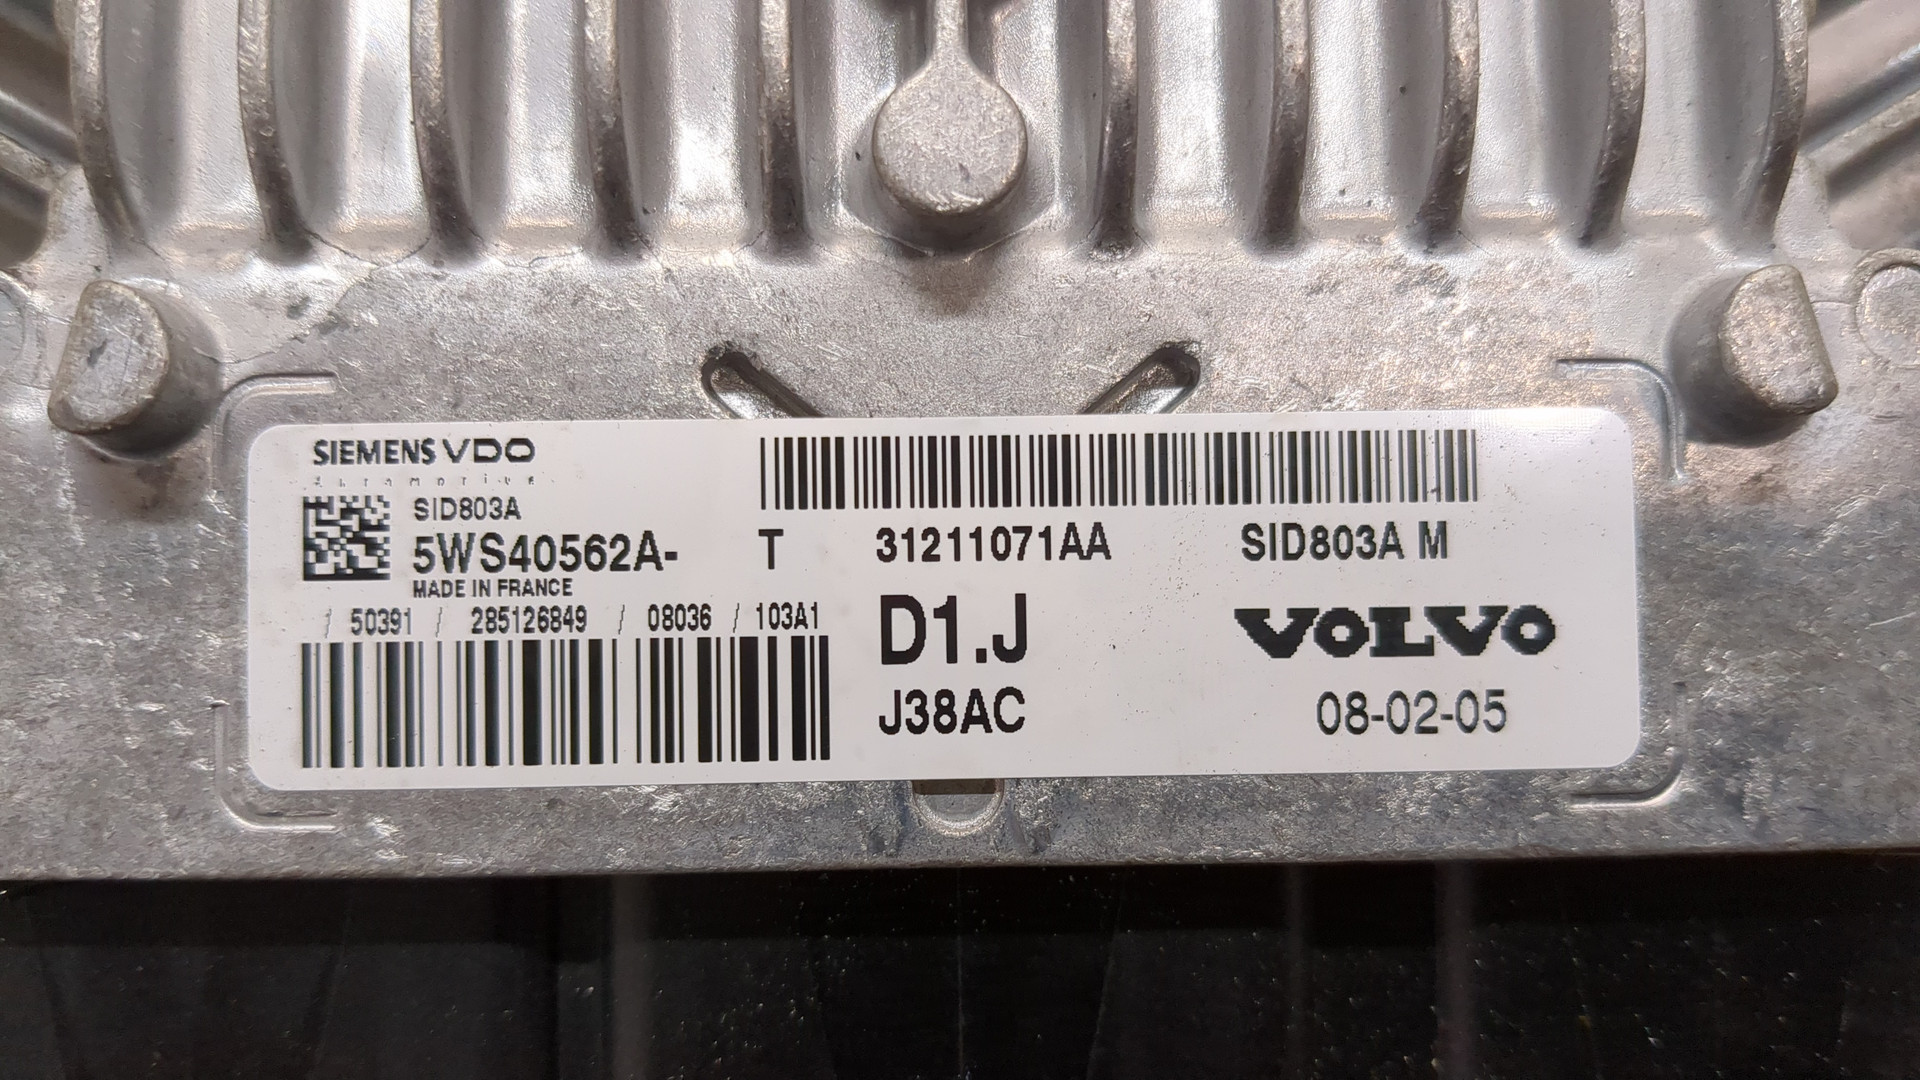 SIEMENS VDO
Automotive
SID803A
5WS40562A-
MADE IN FRANCE
/ 50391 / 285126849 / 08036 / 103A1
T 31211071AA SID803A M
D1.J
J38AC
VOLVO
08-02-05